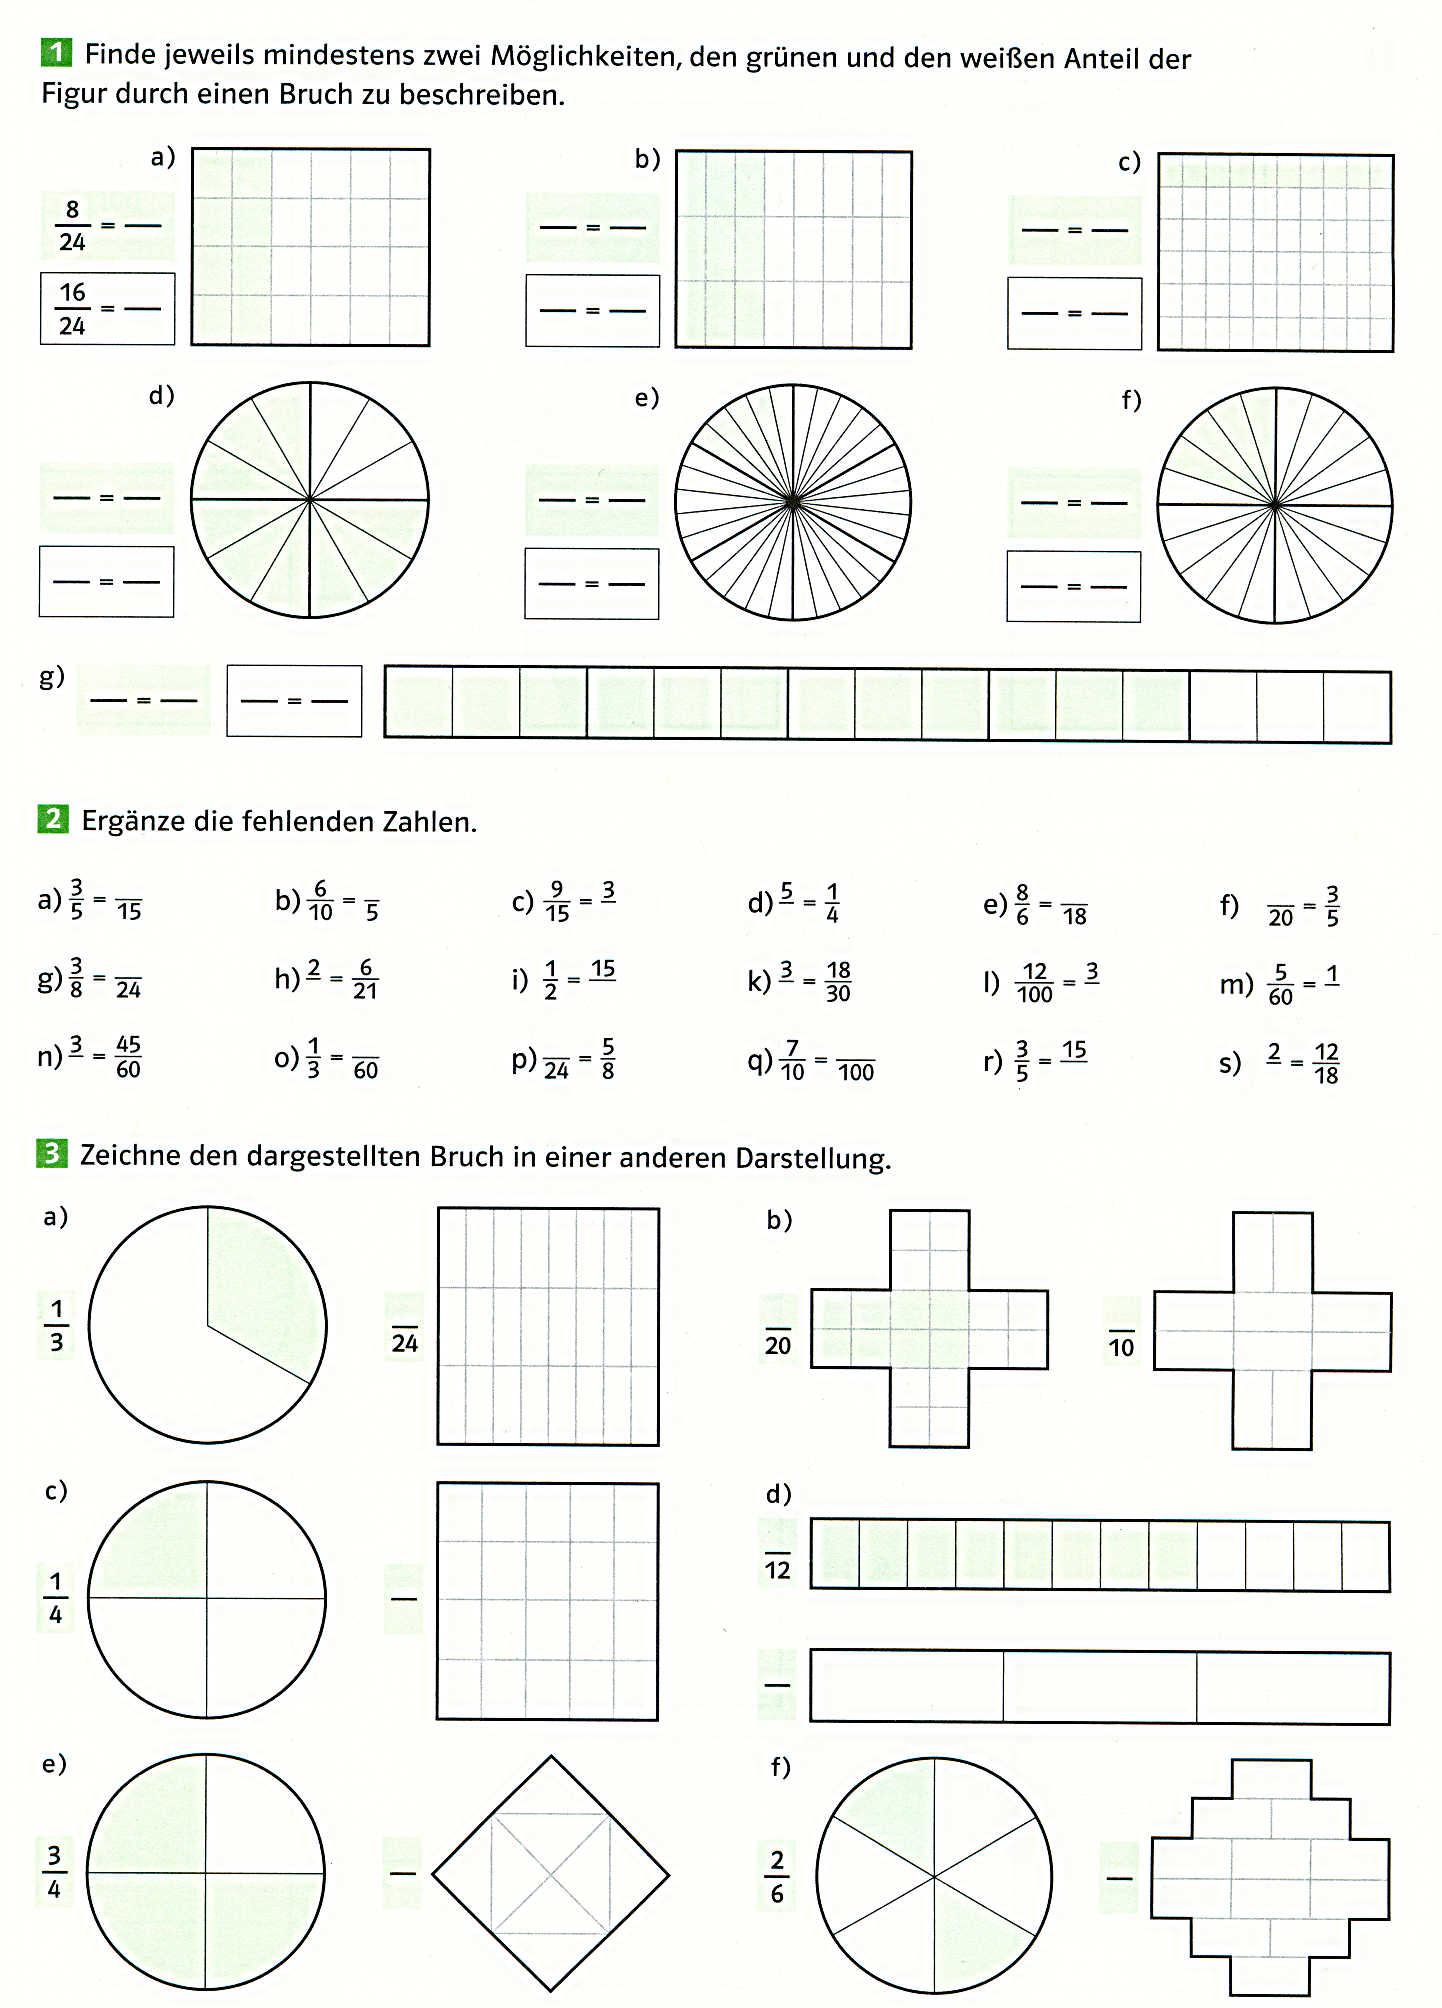 1 Finde jeweils mindestens zwei Möglichkeiten, den grünen und den weißen Anteil der
Figur durch einen Bruch zu beschreiben.
a) 8/24 = —
16/24 = —
b) — = —
— = —
c) — = —
— = —
d) — = —
— = —
e) — = —
— = —
f) — = —
— = —
g) — = — — = —
2 Ergänze die fehlenden Zahlen.
a) 3/5 = /15 b) 6/10 = /5 c) 9/15 = 3/ d) 5/ = 1/4 e) 8/6 = /18 f) /20 = 3/5
g) 3/8 = /24 h) 2/ = 6/21 i) 1/2 = 15/ k) 3/ = 18/30 l) 12/100 = 3/ m) 5/60 = 1/
n) 3/ = 45/60 o) 1/3 = /60 p) /24 = 5/8 q) 7/10 = /100 r) 3/5 = 15/ s) 2/ = 12/18
3 Zeichne den dargestellten Bruch in einer anderen Darstellung.
a) 1/3 /24
b) /20 /10
c) 1/4 —
d) /12
—
e) 3/4 —
f) 2/6 —